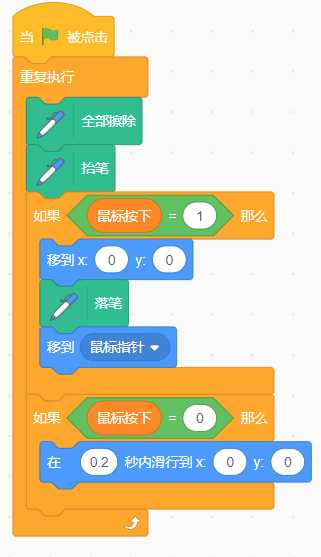 当 被点击
重复执行
全部擦除
抬笔
如果 鼠标按下 = 1 那么
移到 x: 0 y: 0
落笔
移到 鼠标指针
如果 鼠标按下 = 0 那么
在 0.2 秒内滑行到 x: 0 y: 0